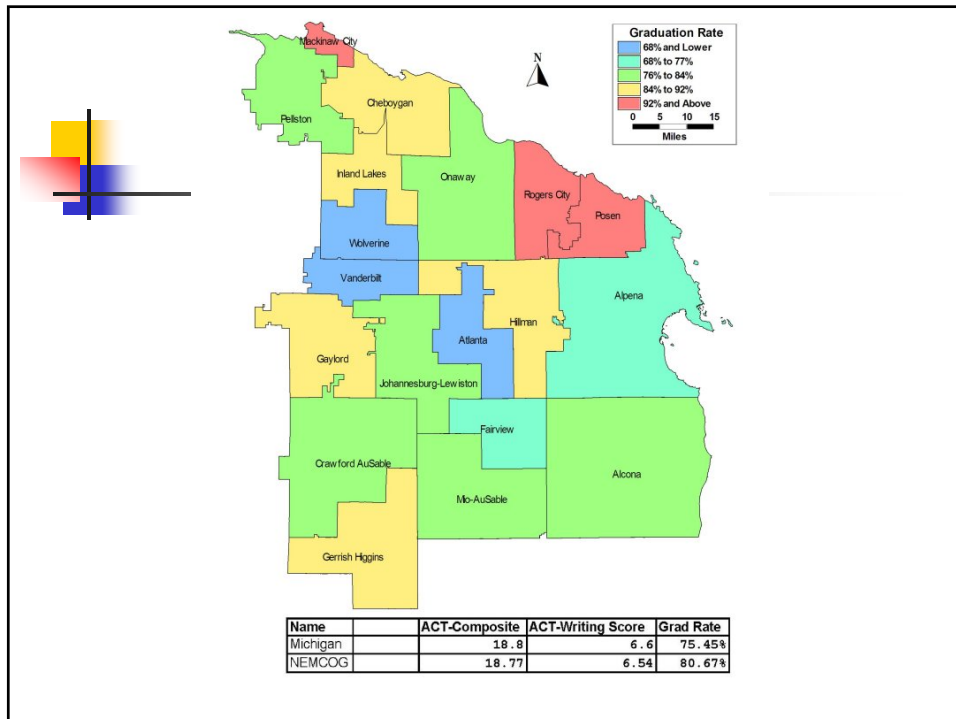 Graduation Rate
68% and Lower
68% to 77%
76% to 84%
84% to 92%
92% and Above
0 5 10 15
Miles
N
Mackinaw City
Cheboygan
Pellston
Inland Lakes
Onaway
Rogers City
Posen
Wolverine
Vanderbilt
Alpena
Hillman
Atlanta
Gaylord
Johannesburg-Lewiston
Fairview
Crawford AuSable
Alcona
Mio-AuSable
Gerrish Higgins
Name ACT-Composite ACT-Writing Score Grad Rate
Michigan 18.8 6.6 75.45%
NEMCOG 18.77 6.54 80.67%